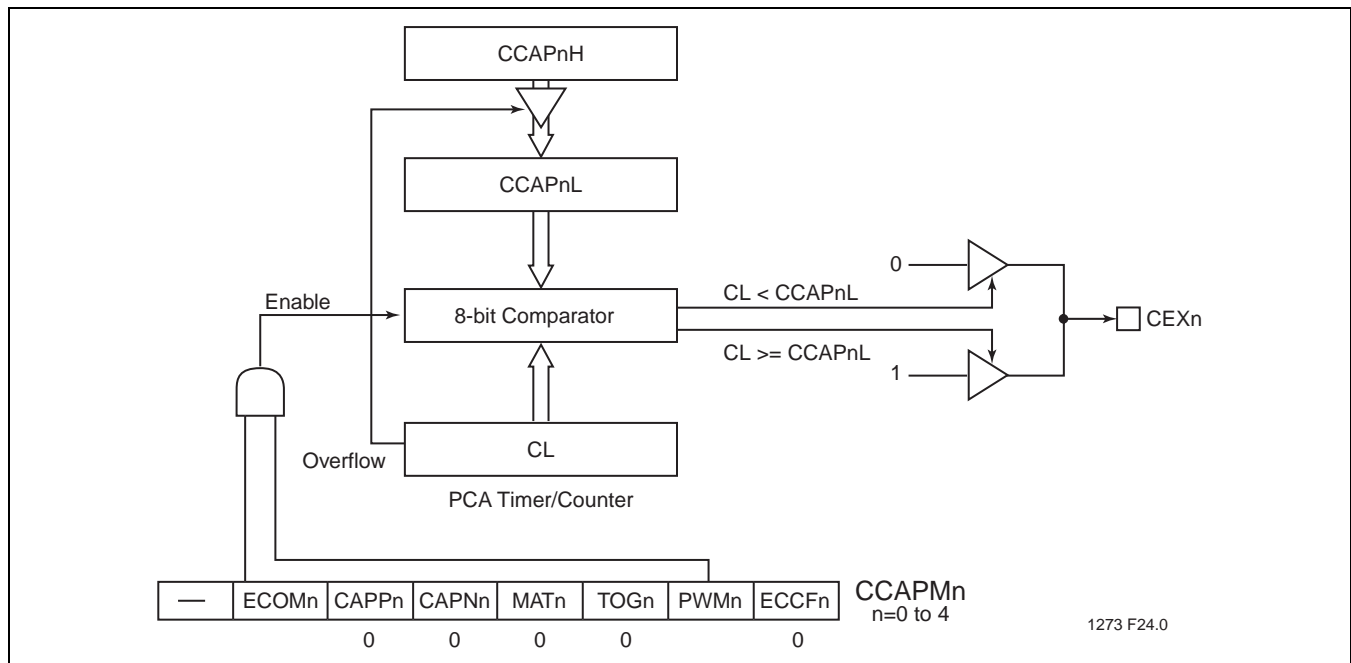 CCAPnH
CCAPnL
0
CL < CCAPnL
Enable
8-bit Comparator
CEXn
CL >= CCAPnL
1
CL
Overflow
PCA Timer/Counter
— ECOMn CAPPn CAPNn MATn TOGn PWMn ECCFn CCAPMn
n=0 to 4
0 0 0 0 0
1273 F24.0